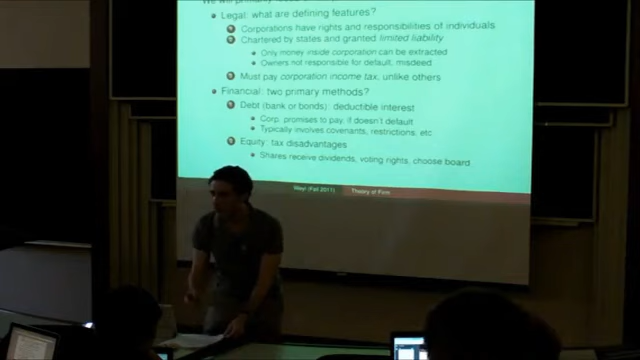 Legal: what are defining features?
Corporations have rights and responsibilities of individuals
Chartered by states and granted limited liability
Only money inside corporation can be extracted
Owners not responsible for default, misdeed
Must pay corporation income tax, unlike others
Financial: two primary methods?
Debt (bank or bonds): deductible interest
Corp. promises to pay, if doesn't default
Typically involves covenants, restrictions, etc
Equity: tax disadvantages
Shares receive dividends, voting rights, choose board
Weyl (Fall 2011) Theory of Firm